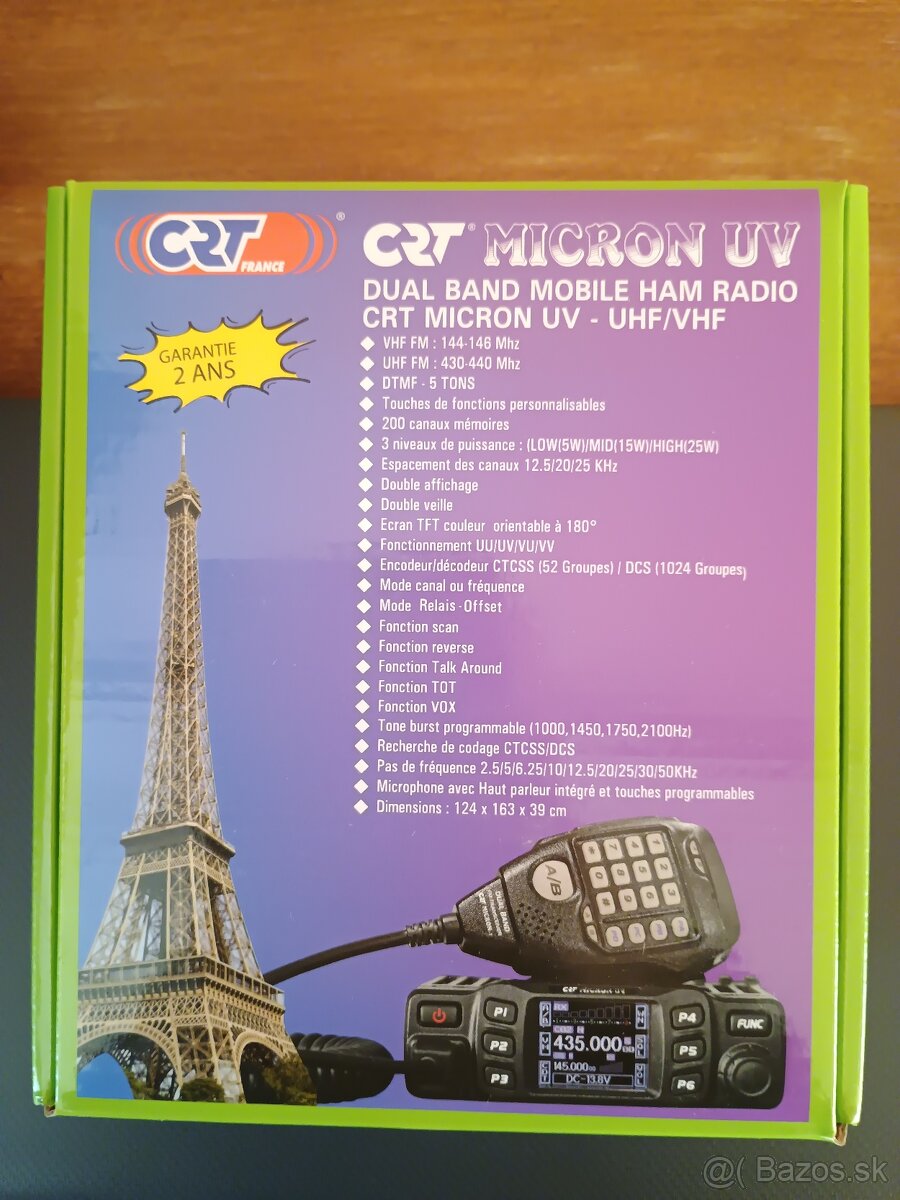 CRT
FRANCE
®
CRT® MICRON UV
DUAL BAND MOBILE HAM RADIO
CRT MICRON UV - UHF/VHF
GARANTIE
2 ANS
VHF FM : 144-146 Mhz
UHF FM : 430-440 Mhz
DTMF - 5 TONS
Touches de fonctions personnalisables
200 canaux mémoires
3 niveaux de puissance : (LOW(5W)/MID(15W)/HIGH(25W)
Espacement des canaux 12.5/20/25 KHz
Double affichage
Double veille
Ecran TFT couleur orientable à 180°
Fonctionnement UU/UV/VU/VV
Encodeur/décodeur CTCSS (52 Groupes) / DCS (1024 Groupes)
Mode canal ou fréquence
Mode Relais-Offset
Fonction scan
Fonction reverse
Fonction Talk Around
Fonction TOT
Fonction VOX
Tone burst programmable (1000,1450,1750,2100Hz)
Recherche de codage CTCSS/DCS
Pas de fréquence 2.5/5/6.25/10/12.5/20/25/30/50KHz
Microphone avec Haut parleur intégré et touches programmables
Dimensions : 124 x 163 x 39 cm
A/B
DUAL BAND
CRT MICRON UV
P1
P2
P3
RX
435.000
145.000
DC-13.8V
P4
P5
P6
FUNC
@( Bazos.sk